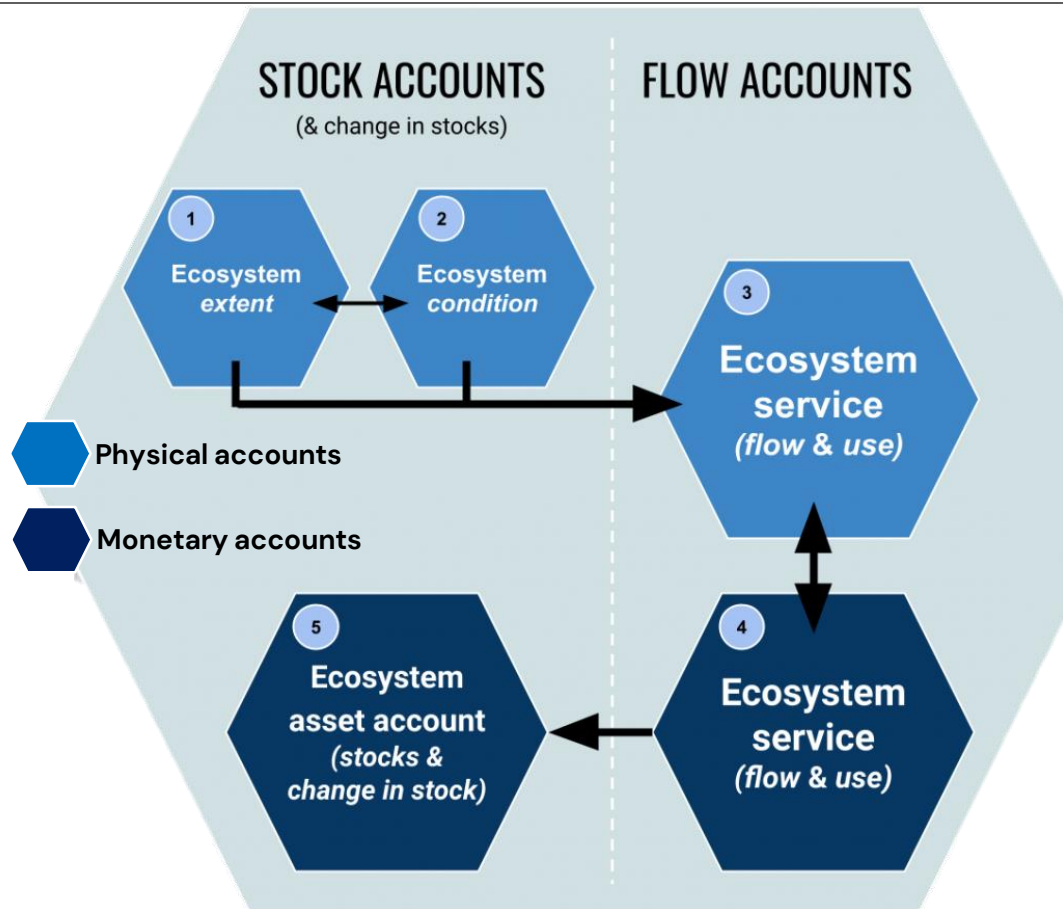 STOCK ACCOUNTS
(& change in stocks)
FLOW ACCOUNTS
1
Ecosystem
extent
2
Ecosystem
condition
3
Ecosystem
service
(flow & use)
Physical accounts
Monetary accounts
5
Ecosystem
asset account
(stocks &
change in stock)
4
Ecosystem
service
(flow & use)